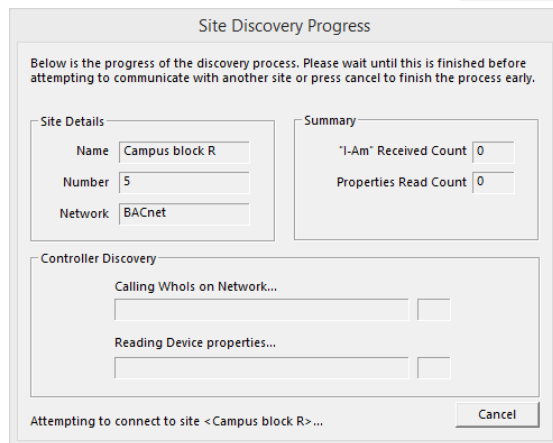 Site Discovery Progress
Below is the progress of the discovery process. Please wait until this is finished before
attempting to communicate with another site or press cancel to finish the process early.
Site Details
Name Campus block R
Number 5
Network BACnet
Summary
"I-Am" Received Count 0
Properties Read Count 0
Controller Discovery
Calling WhoIs on Network...
Reading Device properties...
Attempting to connect to site <Campus block R>...
Cancel